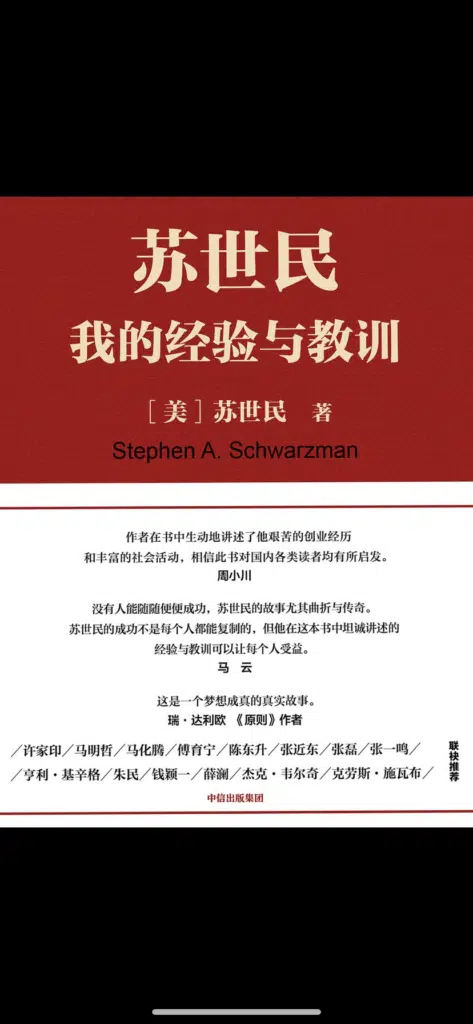 苏世民
我的经验与教训
［美］苏世民 著
Stephen A. Schwarzman
作者在书中生动地讲述了他艰苦的创业经历
和丰富的社会活动，相信此书对国内各类读者均有所启发。
周小川
没有人能随随便便成功，苏世民的故事尤其曲折与传奇。
苏世民的成功不是每个人都能复制的，但他在这本书中坦诚讲述的
经验与教训可以让每个人受益。
马 云
这是一个梦想成真的真实故事。
瑞·达利欧 《原则》作者
／许家印／马明哲／马化腾／傅育宁／陈东升／张近东／张磊／张一鸣／
／亨利·基辛格／朱民／钱颖一／薛澜／杰克·韦尔奇／克劳斯·施瓦布／
联袂推荐
中信出版集团